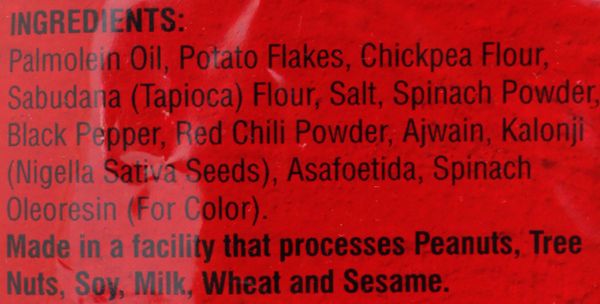 INGREDIENTS:
Palmolein Oil, Potato Flakes, Chickpea Flour,
Sabudana (Tapioca) Flour, Salt, Spinach Powder,
Black Pepper, Red Chili Powder, Ajwain, Kalonji
(Nigella Sativa Seeds), Asafoetida, Spinach
Oleoresin (For Color).
Made in a facility that processes Peanuts, Tree
Nuts, Soy, Milk, Wheat and Sesame.